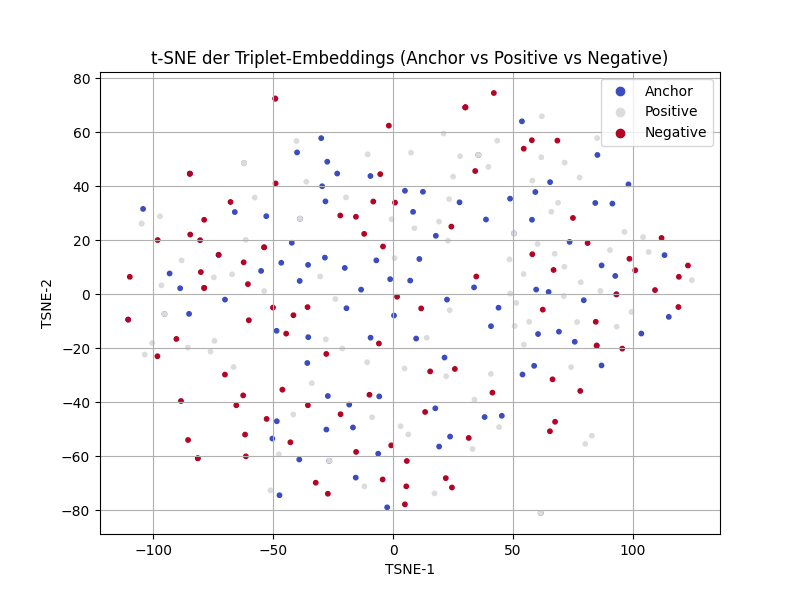 t-SNE der Triplet-Embeddings (Anchor vs Positive vs Negative)
Anchor
Positive
Negative
80
60
40
20
0
−20
−40
−60
−80
TSNE-2
−100
−50
0
50
100
TSNE-1